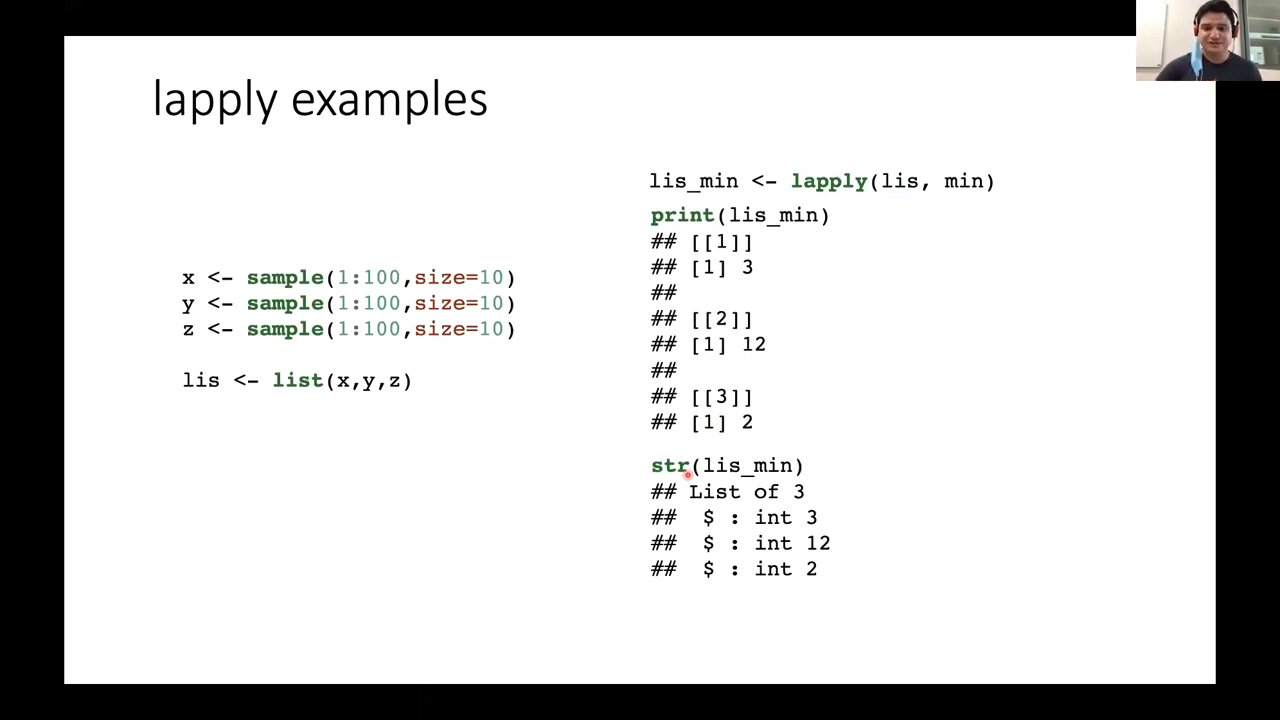 lapply examples
x <- sample(1:100,size=10)
y <- sample(1:100,size=10)
z <- sample(1:100,size=10)
lis <- list(x,y,z)
lis_min <- lapply(lis, min)
print(lis_min)
## [[1]]
## [1] 3
##
## [[2]]
## [1] 12
##
## [[3]]
## [1] 2
str(lis_min)
## List of 3
##  $ : int 3
##  $ : int 12
##  $ : int 2